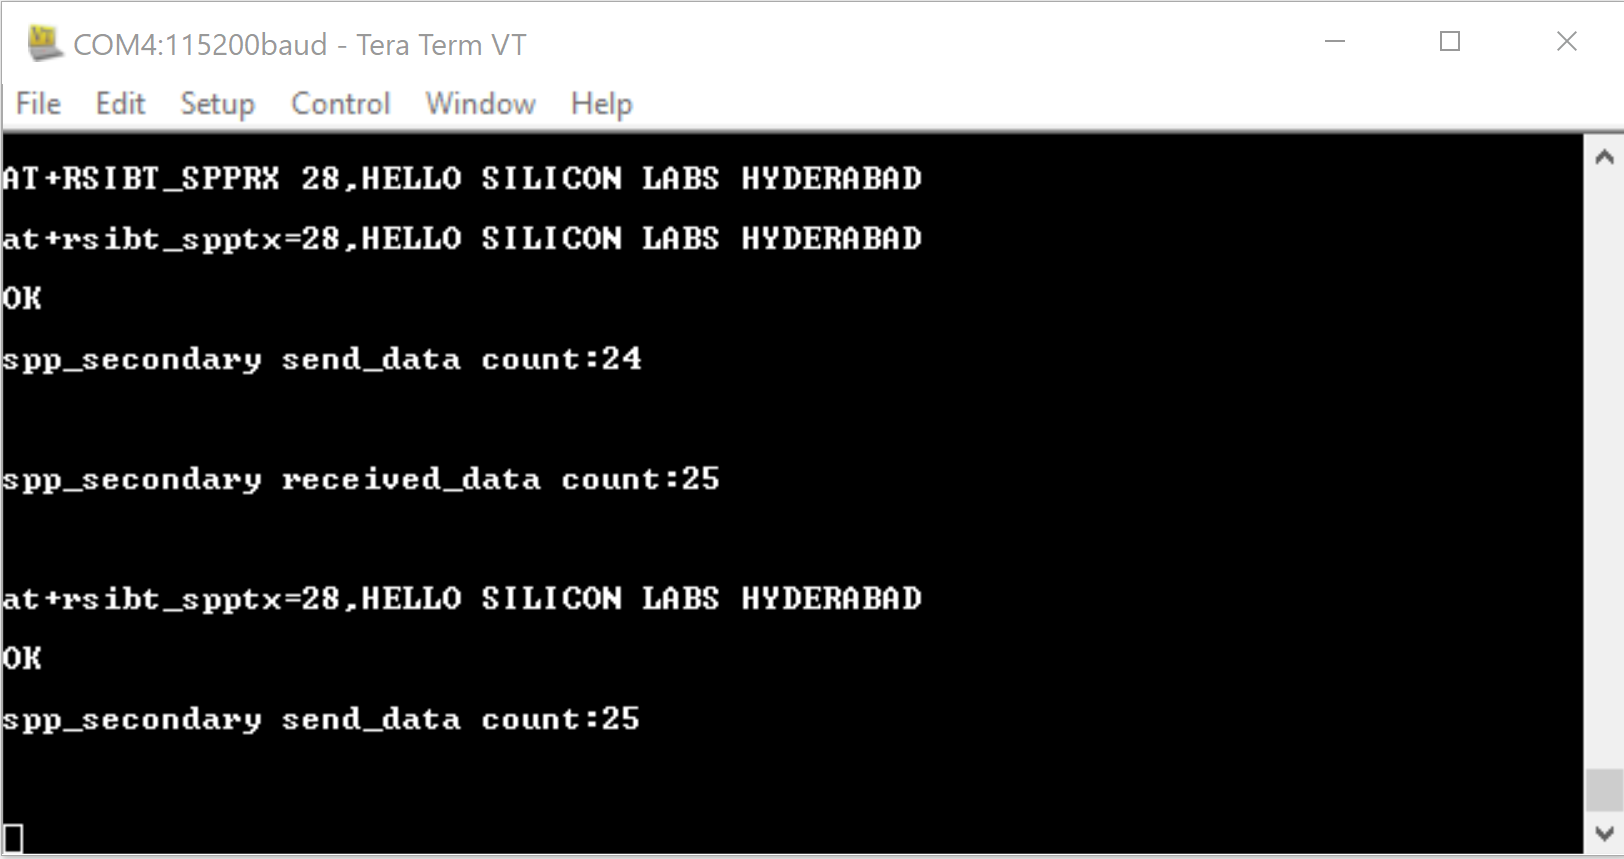 COM4:115200baud - Tera Term VT
File Edit Setup Control Window Help
AT+RSIBT_SPPRX 28,HELLO SILICON LABS HYDERABAD
at+rsibt_spptx=28,HELLO SILICON LABS HYDERABAD
OK
spp_secondary send_data count:24
spp_secondary received_data count:25
at+rsibt_spptx=28,HELLO SILICON LABS HYDERABAD
OK
spp_secondary send_data count:25